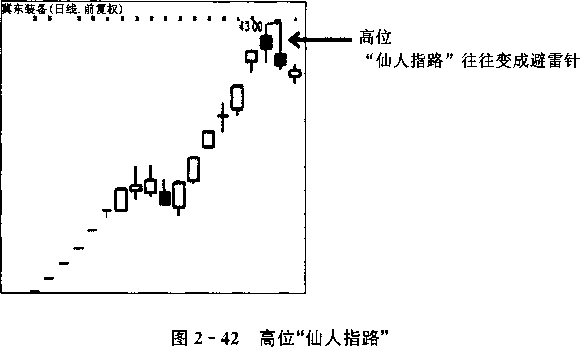 冀东装备(日线.前复权)
43.00
高位
“仙人指路”往往变成避雷针
图 2-42 高位“仙人指路”